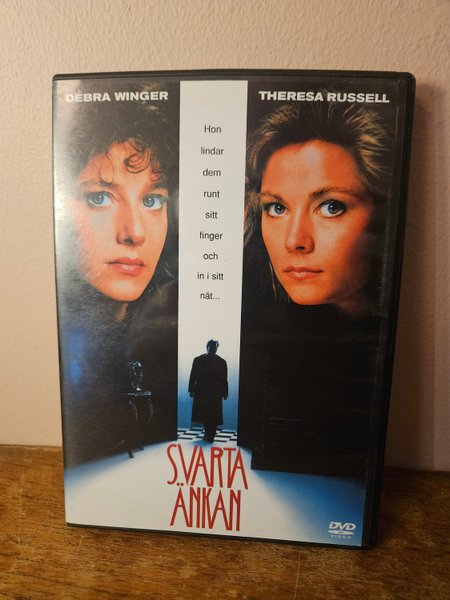 DEBRA WINGER
THERESA RUSSELL
Hon
lindar
dem
runt
sitt
finger
och
in i sitt
nät...
SVARTA
ÄNKAN
DVD
VIDEO